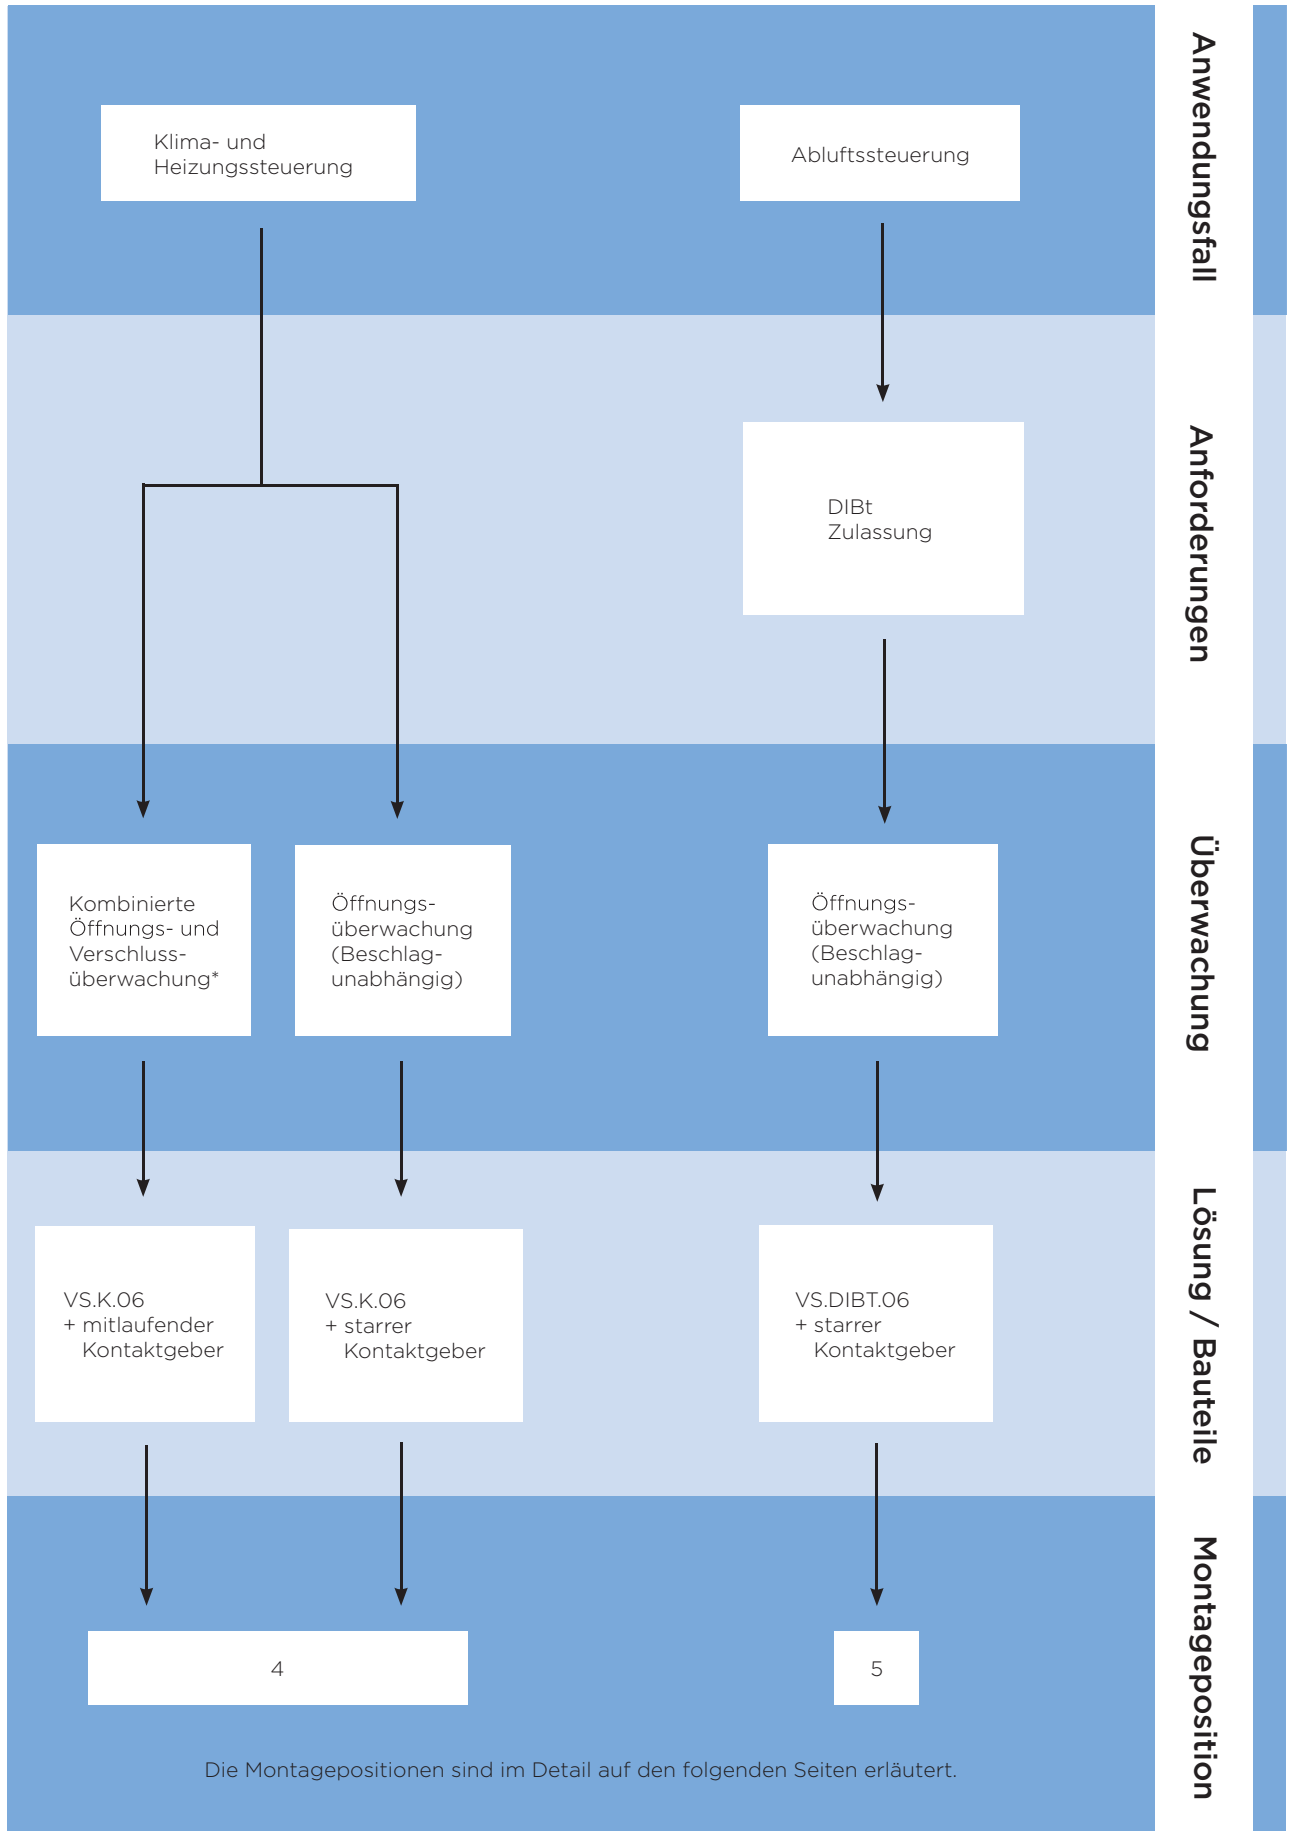 Anwendungsfall
Klima- und
Heizungssteuerung
Abluftssteuerung
Anforderungen
DIBt
Zulassung
Überwachung
Kombinierte
Öffnungs- und
Verschluss-
überwachung*
Öffnungs-
überwachung
(Beschlag-
unabhängig)
Öffnungs-
überwachung
(Beschlag-
unabhängig)
Lösung / Bauteile
VS.K.06
+ mitlaufender
Kontaktgeber
VS.K.06
+ starrer
Kontaktgeber
VS.DIBT.06
+ starrer
Kontaktgeber
Montageposition
4
5
Die Montagepositionen sind im Detail auf den folgenden Seiten erläutert.